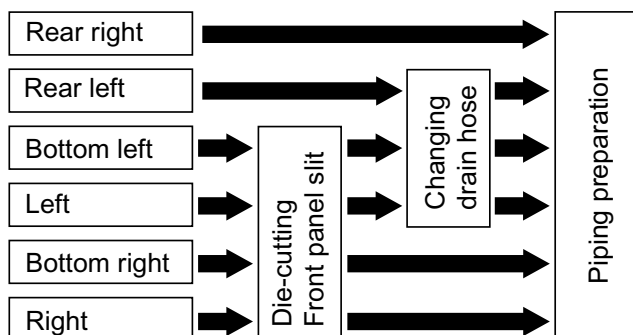 Rear right
Rear left
Bottom left
Left
Bottom right
Right
Die-cutting
Front panel slit
Changing
drain hose
Piping preparation